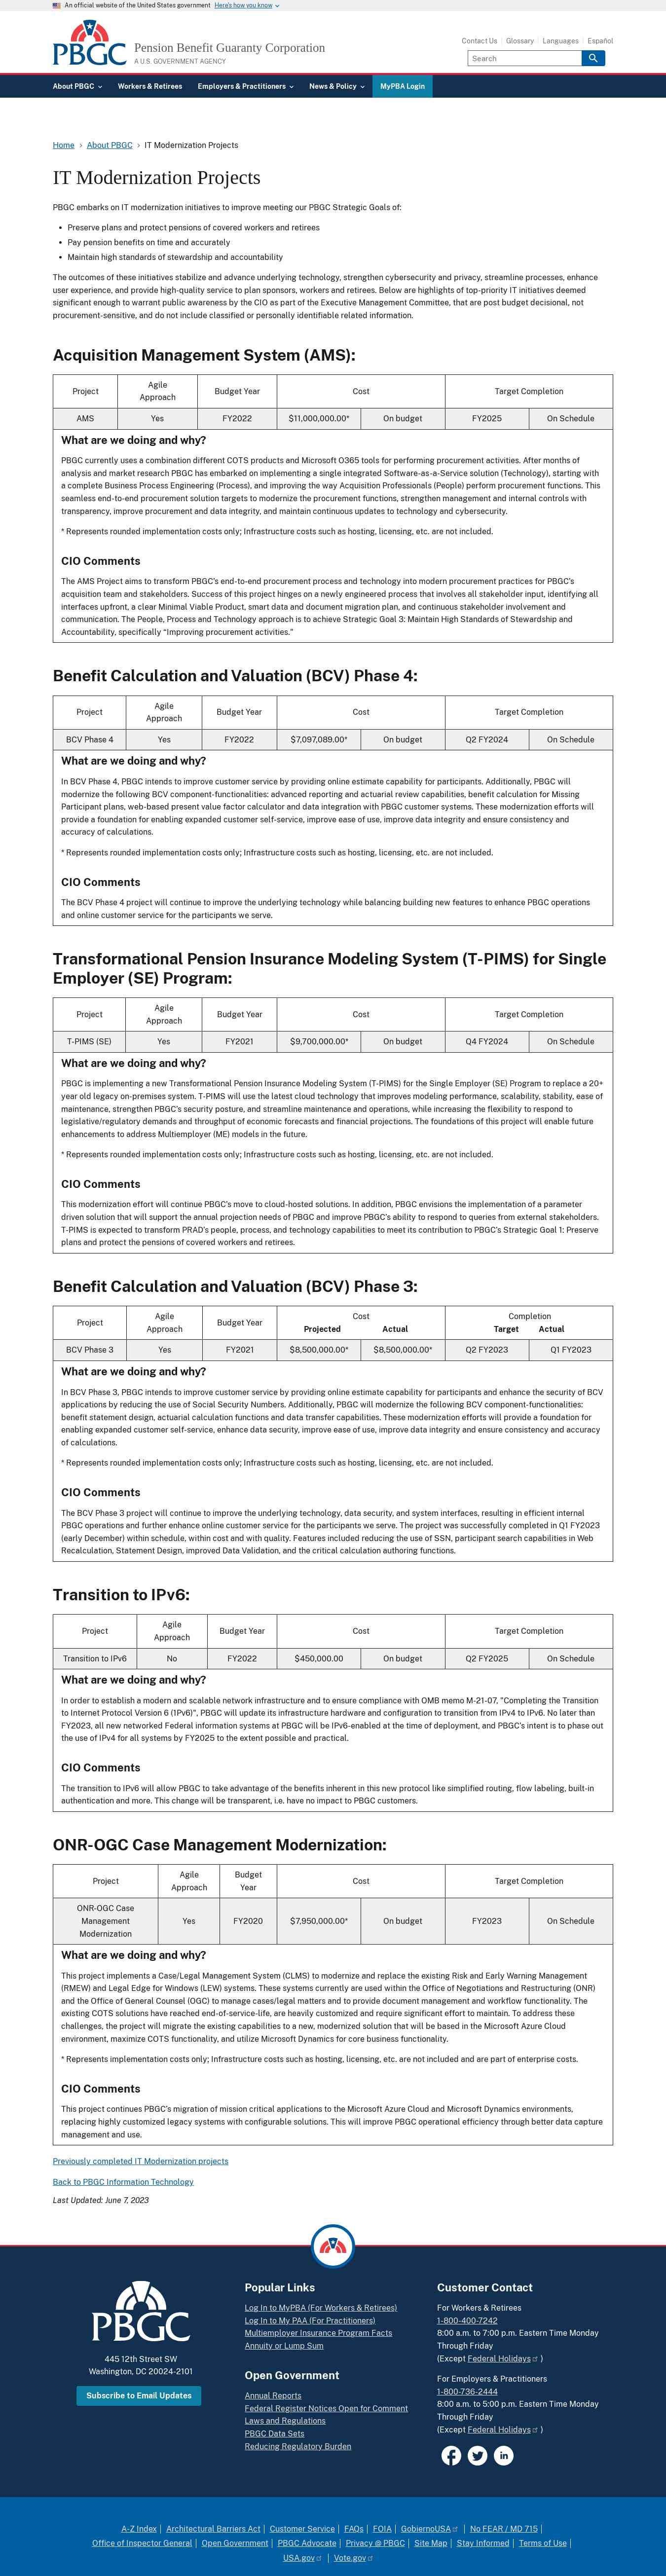 An official website of the United States government Here's how you know
PBGC
Pension Benefit Guaranty Corporation
A U.S. GOVERNMENT AGENCY
Contact Us
Glossary
Languages
Español
Search
About PBGC
Workers & Retirees
Employers & Practitioners
News & Policy
MyPBA Login
Home › About PBGC › IT Modernization Projects
IT Modernization Projects
PBGC embarks on IT modernization initiatives to improve meeting our PBGC Strategic Goals of:
• Preserve plans and protect pensions of covered workers and retirees
• Pay pension benefits on time and accurately
• Maintain high standards of stewardship and accountability
The outcomes of these initiatives stabilize and advance underlying technology, strengthen cybersecurity and privacy, streamline processes, enhance
user experience, and provide high-quality service to plan sponsors, workers and retirees. Below are highlights of top-priority IT initiatives deemed
significant enough to warrant public awareness by the CIO as part of the Executive Management Committee, that are post budget decisional, not
procurement-sensitive, and do not include classified or personally identifiable related information.
Acquisition Management System (AMS):
Project
Agile
Approach
Budget Year
Cost
Target Completion
AMS
Yes
FY2022
$11,000,000.00*
On budget
FY2025
On Schedule
What are we doing and why?
PBGC currently uses a combination different COTS products and Microsoft O365 tools for performing procurement activities. After months of
analysis and market research PBGC has embarked on implementing a single integrated Software-as-a-Service solution (Technology), starting with
a complete Business Process Engineering (Process), and improving the way Acquisition Professionals (People) perform procurement functions. This
seamless end-to-end procurement solution targets to modernize the procurement functions, strengthen management and internal controls with
transparency, improve procurement data integrity, and maintain continuous updates to technology and cybersecurity.
* Represents rounded implementation costs only; Infrastructure costs such as hosting, licensing, etc. are not included.
CIO Comments
The AMS Project aims to transform PBGC's end-to-end procurement process and technology into modern procurement practices for PBGC's
acquisition team and stakeholders. Success of this project hinges on a newly engineered process that involves all stakeholder input, identifying all
interfaces upfront, a clear Minimal Viable Product, smart data and document migration plan, and continuous stakeholder involvement and
communication. The People, Process and Technology approach is to achieve Strategic Goal 3: Maintain High Standards of Stewardship and
Accountability, specifically “Improving procurement activities.”
Benefit Calculation and Valuation (BCV) Phase 4:
Project
Agile
Approach
Budget Year
Cost
Target Completion
BCV Phase 4
Yes
FY2022
$7,097,089.00*
On budget
Q2 FY2024
On Schedule
What are we doing and why?
In BCV Phase 4, PBGC intends to improve customer service by providing online estimate capability for participants. Additionally, PBGC will
modernize the following BCV component-functionalities: advanced reporting and actuarial review capabilities, benefit calculation for Missing
Participant plans, web-based present value factor calculator and data integration with PBGC customer systems. These modernization efforts will
provide a foundation for enabling expanded customer self-service, improve ease of use, improve data integrity and ensure consistency and
accuracy of calculations.
* Represents rounded implementation costs only; Infrastructure costs such as hosting, licensing, etc. are not included.
CIO Comments
The BCV Phase 4 project will continue to improve the underlying technology while balancing building new features to enhance PBGC operations
and online customer service for the participants we serve.
Transformational Pension Insurance Modeling System (T-PIMS) for Single
Employer (SE) Program:
Project
Agile
Approach
Budget Year
Cost
Target Completion
T-PIMS (SE)
Yes
FY2021
$9,700,000.00*
On budget
Q4 FY2024
On Schedule
What are we doing and why?
PBGC is implementing a new Transformational Pension Insurance Modeling System (T-PIMS) for the Single Employer (SE) Program to replace a 20+
year old legacy on-premises system. T-PIMS will use the latest cloud technology that improves modeling performance, scalability, stability, ease of
maintenance, strengthen PBGC's security posture, and streamline maintenance and operations, while increasing the flexibility to respond to
legislative/regulatory demands and throughput of economic forecasts and financial projections. The foundations of this project will enable future
enhancements to address Multiemployer (ME) models in the future.
* Represents rounded implementation costs only; Infrastructure costs such as hosting, licensing, etc. are not included.
CIO Comments
This modernization effort will continue PBGC's move to cloud-hosted solutions. In addition, PBGC envisions the implementation of a parameter
driven solution that will support the annual projection needs of PBGC and improve PBGC's ability to respond to queries from external stakeholders.
T-PIMS is expected to transform PRAD's people, process, and technology capabilities to meet its contribution to PBGC's Strategic Goal 1: Preserve
plans and protect the pensions of covered workers and retirees.
Benefit Calculation and Valuation (BCV) Phase 3:
Project
Agile
Approach
Budget Year
Cost
Projected Actual
Completion
Target Actual
BCV Phase 3
Yes
FY2021
$8,500,000.00*
$8,500,000.00*
Q2 FY2023
Q1 FY2023
What are we doing and why?
In BCV Phase 3, PBGC intends to improve customer service by providing online estimate capability for participants and enhance the security of BCV
applications by reducing the use of Social Security Numbers. Additionally, PBGC will modernize the following BCV component-functionalities:
benefit statement design, actuarial calculation functions and data transfer capabilities. These modernization efforts will provide a foundation for
enabling expanded customer self-service, enhance data security, improve ease of use, improve data integrity and ensure consistency and accuracy
of calculations.
* Represents rounded implementation costs only; Infrastructure costs such as hosting, licensing, etc. are not included.
CIO Comments
The BCV Phase 3 project will continue to improve the underlying technology, data security, and system interfaces, resulting in efficient internal
PBGC operations and further enhance online customer service for the participants we serve. The project was successfully completed in Q1 FY2023
(early December) within schedule, within cost and with quality. Features included reducing the use of SSN, participant search capabilities in Web
Recalculation, Statement Design, improved Data Validation, and the critical calculation authoring functions.
Transition to IPv6:
Project
Agile
Approach
Budget Year
Cost
Target Completion
Transition to IPv6
No
FY2022
$450,000.00
On budget
Q2 FY2025
On Schedule
What are we doing and why?
In order to establish a modern and scalable network infrastructure and to ensure compliance with OMB memo M-21-07, "Completing the Transition
to Internet Protocol Version 6 (1Pv6)", PBGC will update its infrastructure hardware and configuration to transition from IPv4 to IPv6. No later than
FY2023, all new networked Federal information systems at PBGC will be IPv6-enabled at the time of deployment, and PBGC's intent is to phase out
the use of IPv4 for all systems by FY2025 to the extent possible and practical.
CIO Comments
The transition to IPv6 will allow PBGC to take advantage of the benefits inherent in this new protocol like simplified routing, flow labeling, built-in
authentication and more. This change will be transparent, i.e. have no impact to PBGC customers.
ONR-OGC Case Management Modernization:
Project
Agile
Approach
Budget
Year
Cost
Target Completion
ONR-OGC Case
Management
Modernization
Yes
FY2020
$7,950,000.00*
On budget
FY2023
On Schedule
What are we doing and why?
This project implements a Case/Legal Management System (CLMS) to modernize and replace the existing Risk and Early Warning Management
(RMEW) and Legal Edge for Windows (LEW) systems. These systems currently are used within the Office of Negotiations and Restructuring (ONR)
and the Office of General Counsel (OGC) to manage cases/legal matters and to provide document management and workflow functionality. The
existing COTS solutions have reached end-of-service-life, are heavily customized and require significant effort to maintain. To address these
challenges, the project will migrate the existing capabilities to a new, modernized solution that will be based in the Microsoft Azure Cloud
environment, maximize COTS functionality, and utilize Microsoft Dynamics for core business functionality.
* Represents implementation costs only; Infrastructure costs such as hosting, licensing, etc. are not included and are part of enterprise costs.
CIO Comments
This project continues PBGC's migration of mission critical applications to the Microsoft Azure Cloud and Microsoft Dynamics environments,
replacing highly customized legacy systems with configurable solutions. This will improve PBGC operational efficiency through better data capture
management and use.
Previously completed IT Modernization projects
Back to PBGC Information Technology
Last Updated: June 7, 2023
PBGC
445 12th Street SW
Washington, DC 20024-2101
Subscribe to Email Updates
Popular Links
Log In to MyPBA (For Workers & Retirees)
Log In to My PAA (For Practitioners)
Multiemployer Insurance Program Facts
Annuity or Lump Sum
Open Government
Annual Reports
Federal Register Notices Open for Comment
Laws and Regulations
PBGC Data Sets
Reducing Regulatory Burden
Customer Contact
For Workers & Retirees
1-800-400-7242
8:00 a.m. to 7:00 p.m. Eastern Time Monday
Through Friday
(Except Federal Holidays )
For Employers & Practitioners
1-800-736-2444
8:00 a.m. to 5:00 p.m. Eastern Time Monday
Through Friday
(Except Federal Holidays )
A-Z Index | Architectural Barriers Act | Customer Service | FAQs | FOIA | GobiernoUSA | No FEAR / MD 715 |
Office of Inspector General | Open Government | PBGC Advocate | Privacy @ PBGC | Site Map | Stay Informed | Terms of Use |
USA.gov | Vote.gov